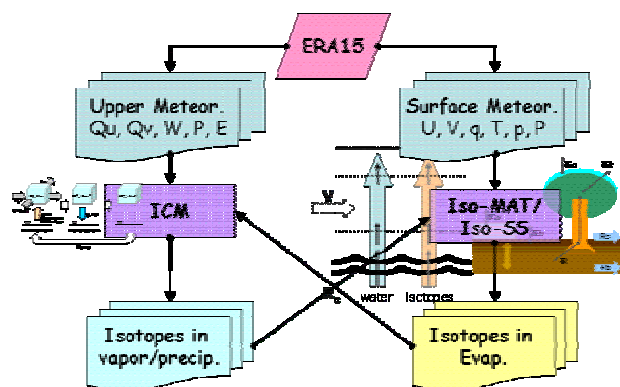 ERA15
Upper Meteor.
Qu, Qv, W, P, E
Surface Meteor.
U, V, q, T, p, P
ICM
V
Iso-MAT/
Iso-SS
water
isotopes
Isotopes in
vapor/precip.
Isotopes in
Evap.